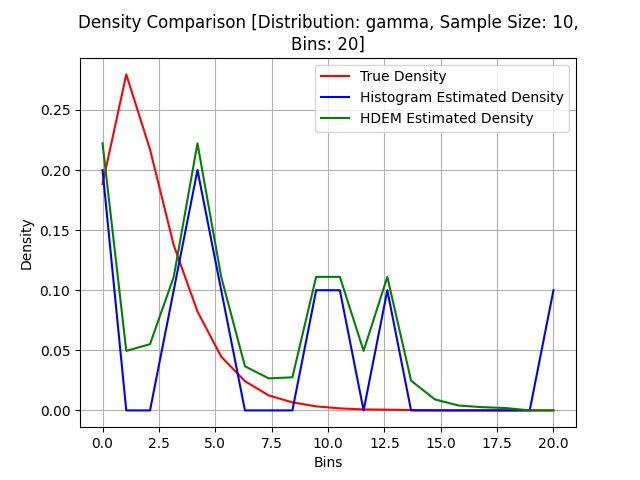 Density Comparison [Distribution: gamma, Sample Size: 10,
Bins: 20]
True Density
Histogram Estimated Density
HDEM Estimated Density
Density
0.25
0.20
0.15
0.10
0.05
0.00
0.0 2.5 5.0 7.5 10.0 12.5 15.0 17.5 20.0
Bins